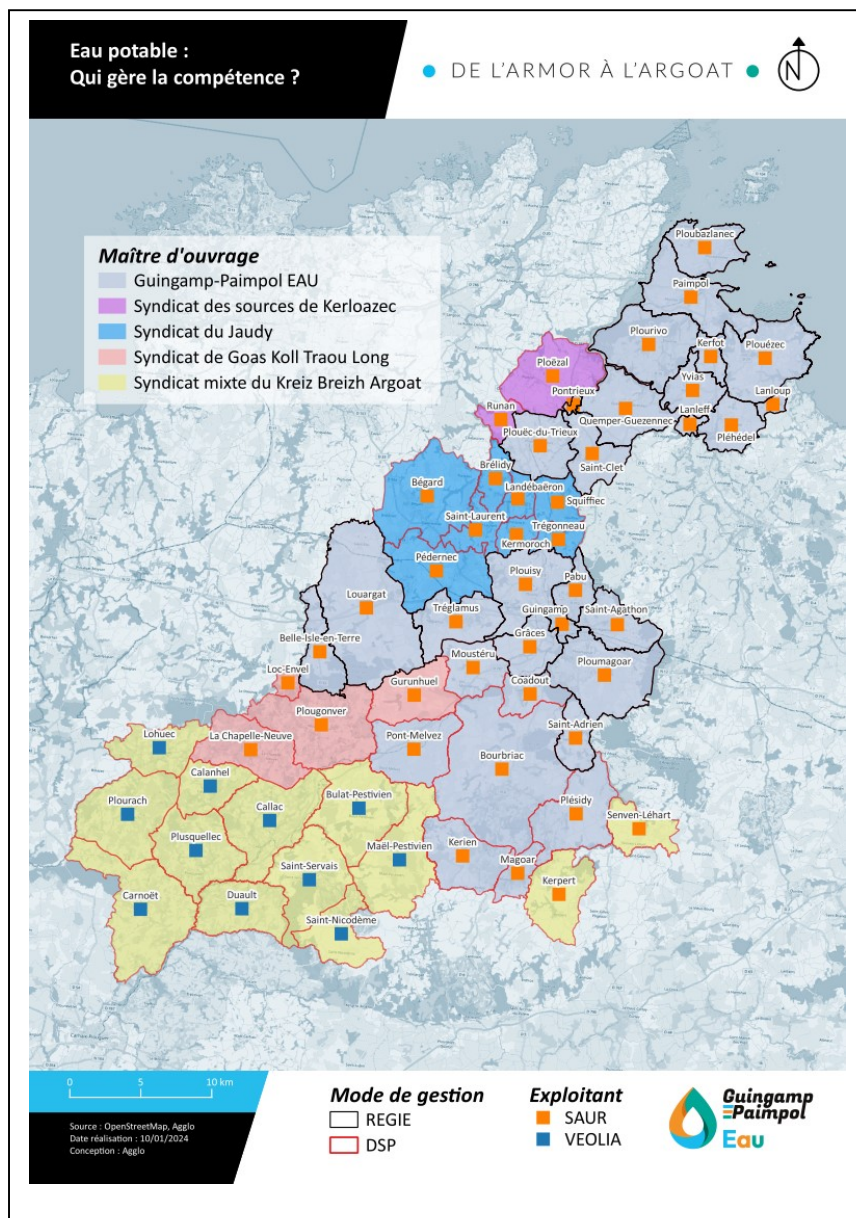 Eau potable :
Qui gère la compétence ?
DE L'ARMOR À L'ARGOAT
N
Maître d'ouvrage
Guingamp-Paimpol EAU
Syndicat des sources de Kerloazec
Syndicat du Jaudy
Syndicat de Goas Koll Traou Long
Syndicat mixte du Kreiz Breizh Argoat
Ploubazlanec
Paimpol
Plourivo
Kerfot
Plouézec
Ploëzal
Yvias
Pontrieux
Lanloup
Runan
Quemper-Guezennec
Lanleff
Pléhédel
Plouëc-du-Trieux
Saint-Clet
Brélidy
Bégard
Landébaëron
Squiffiec
Saint-Laurent
Trégonneau
Kermoroch
Pédernec
Plouisy
Pabu
Louargat
Tréglamus
Guingamp
Saint-Agathon
Grâces
Belle-Isle-en-Terre
Moustéru
Ploumagoar
Loc-Envel
Gurunhuel
Coadout
Plougonver
Saint-Adrien
Lohuec
La Chapelle-Neuve
Pont-Melvez
Bourbriac
Calanhel
Plourach
Callac
Bulat-Pestivien
Plésidy
Senven-Léhart
Plusquellec
Maël-Pestivien
Kerien
Saint-Servais
Magoar
Kerpert
Carnoët
Duault
Saint-Nicodème
0 5 10 km
Source : OpenStreetMap, Agglo
Date réalisation : 10/01/2024
Conception : Agglo
Mode de gestion
REGIE
DSP
Exploitant
SAUR
VEOLIA
Guingamp
Paimpol
Eau